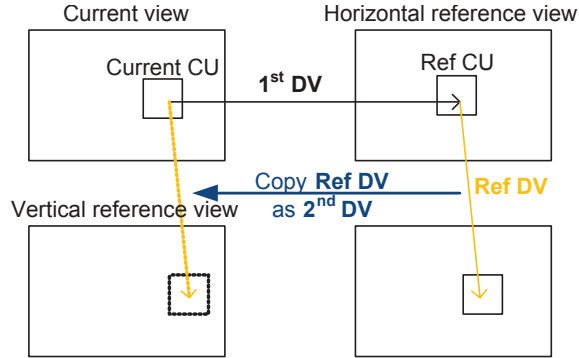 Current view
Horizontal reference view
Current CU
Ref CU
1st DV
Copy Ref DV
as 2nd DV
Ref DV
Vertical reference view